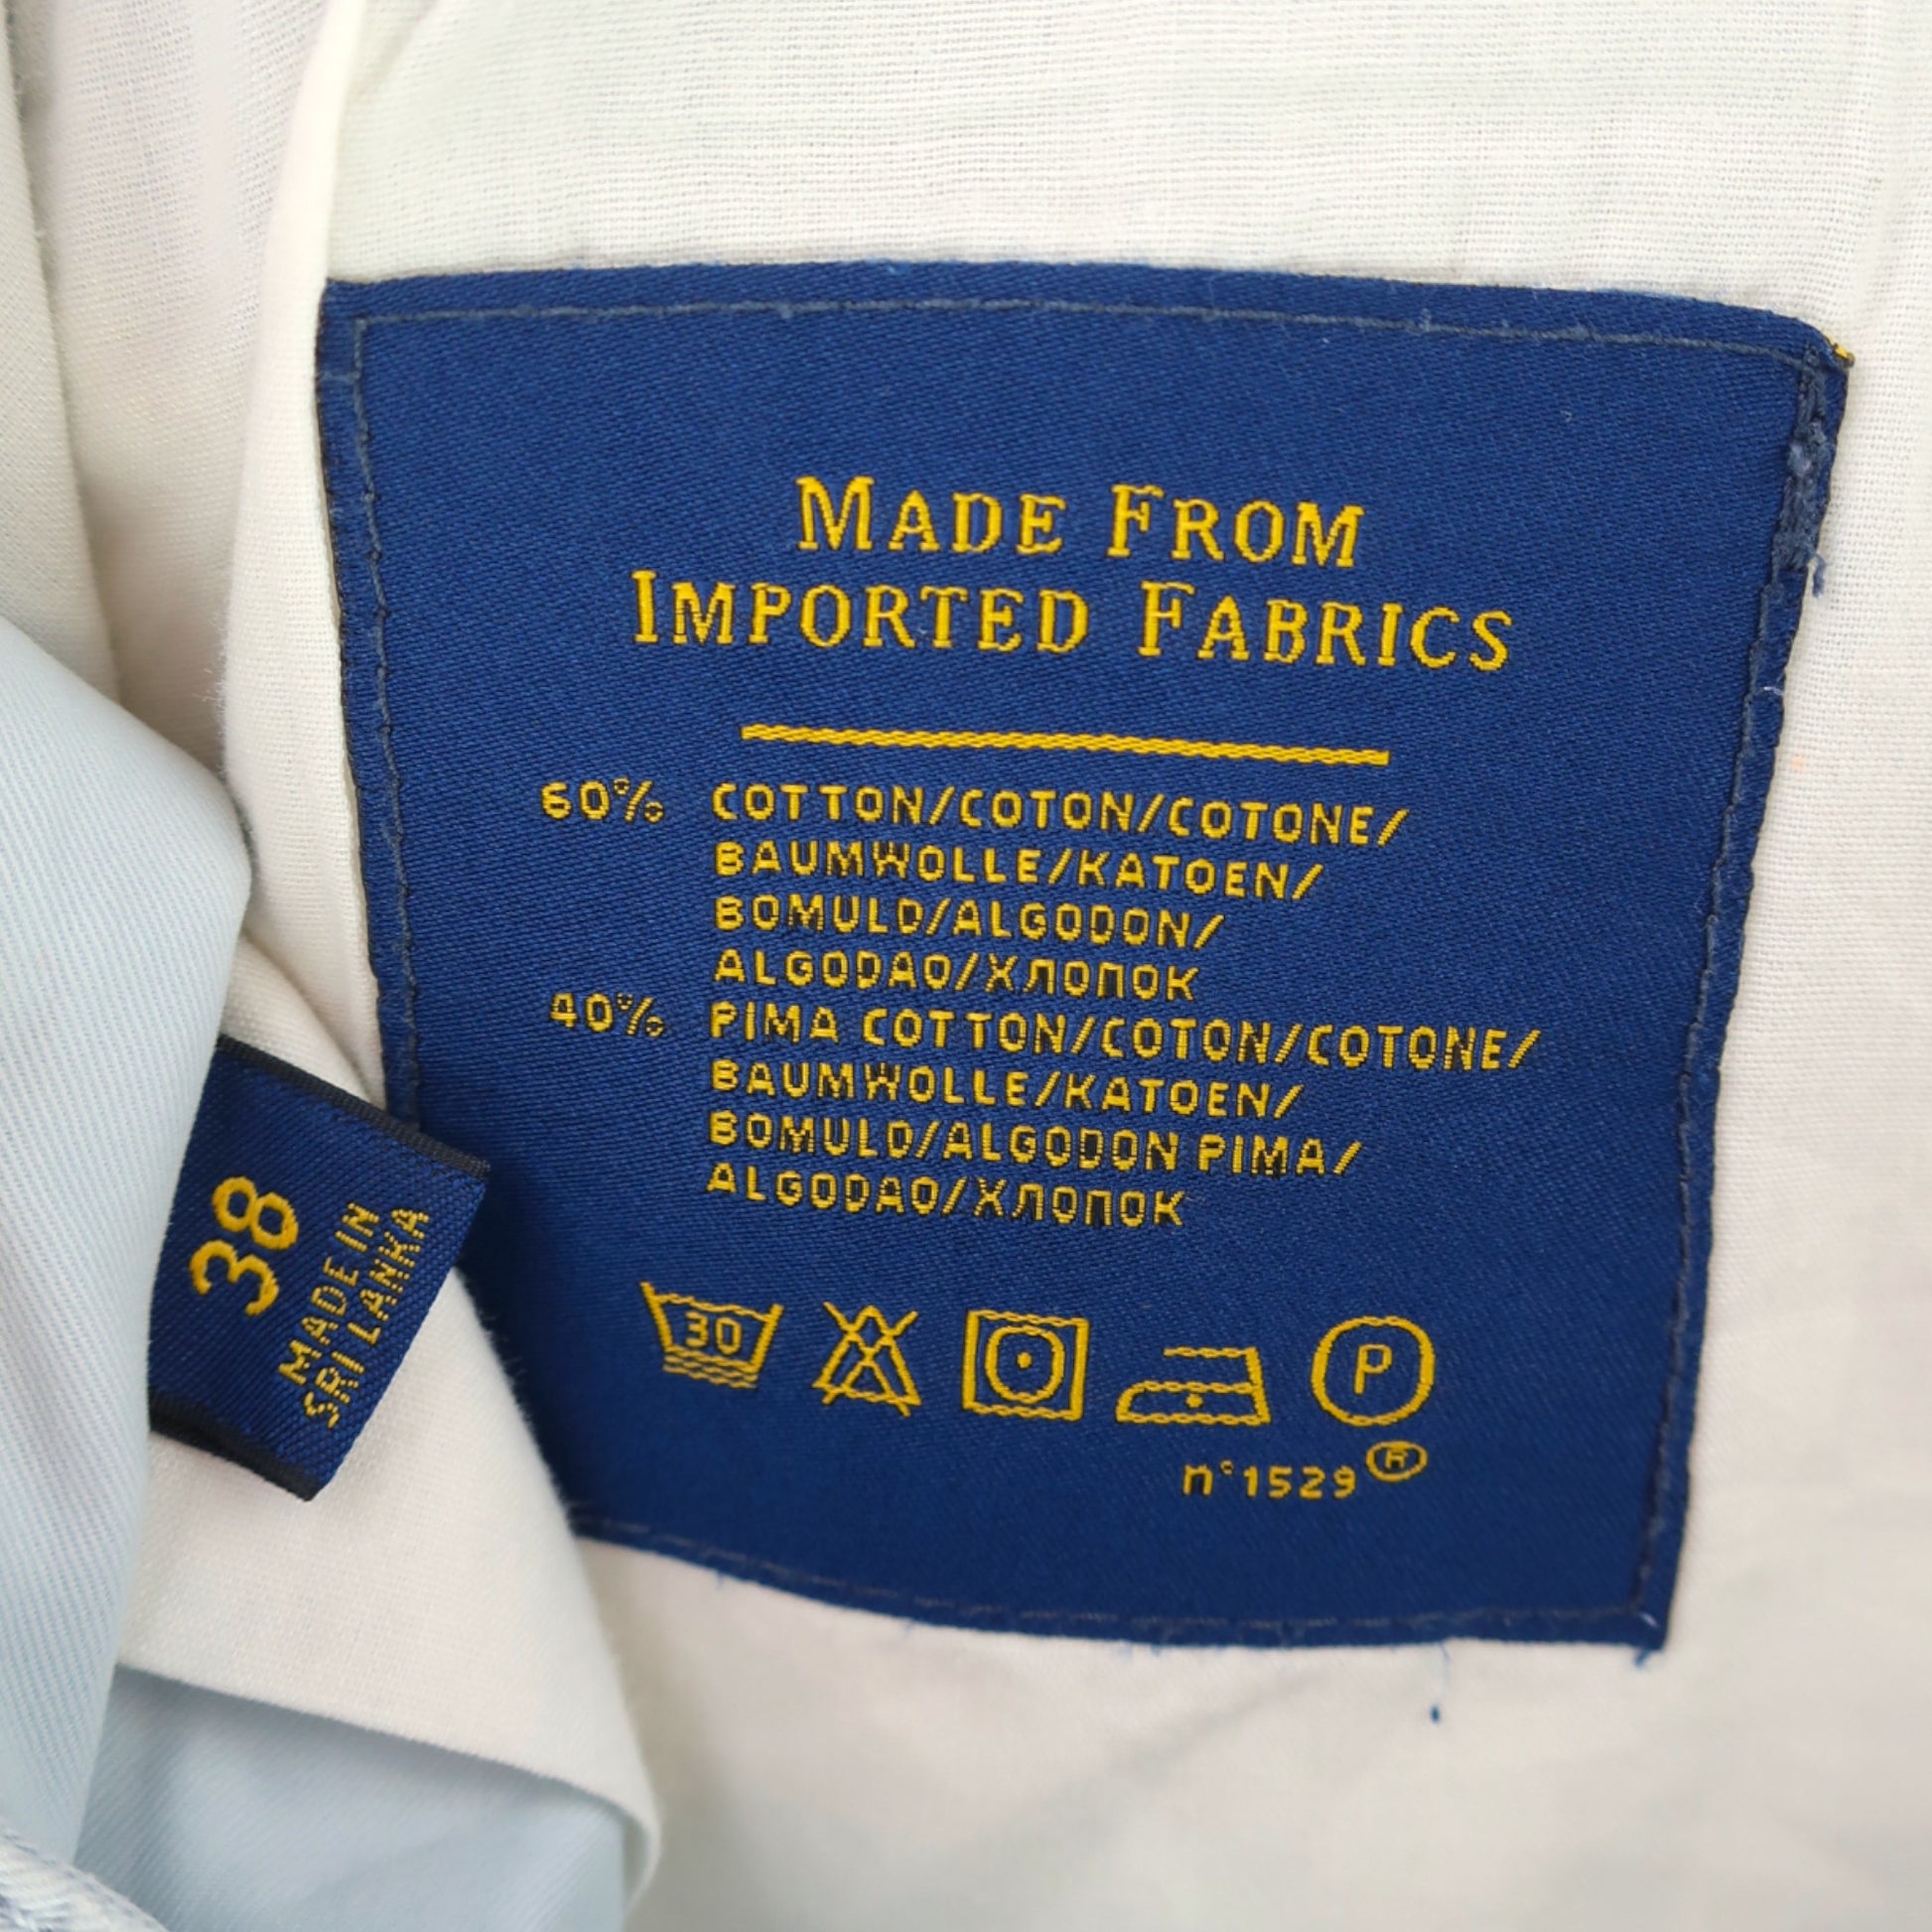 MADE FROM
IMPORTED FABRICS
60% COTTON/COTON/COTONE/
BAUMWOLLE/KATOEN/
BOMULD/ALGODON/
ALGODAO/ХЛОПОК
40% PIMA COTTON/COTON/COTONE/
BAUMWOLLE/KATOEN/
BOMULD/ALGODON PIMA/
ALGODAO/ХЛОПОК
30
P
n°1529®
38
MADE IN
SRI LANKA